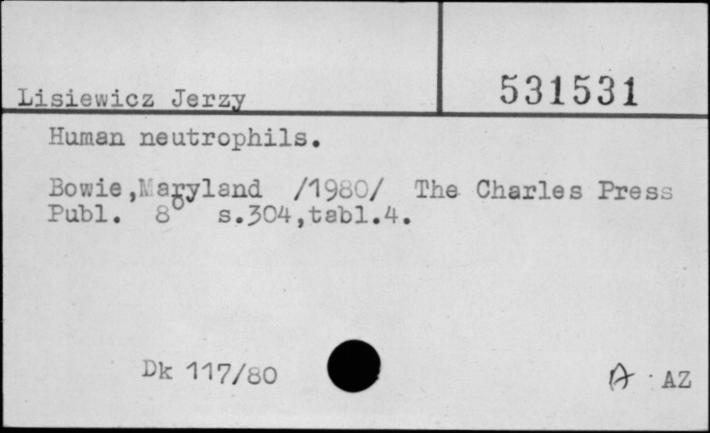 Lisiewicz Jerzy
531531
Human neutrophils.
Bowie,Maryland /1980/ The Charles Press
Publ. 8° s.304,tabl.4.
Dk 117/80
A · AZ